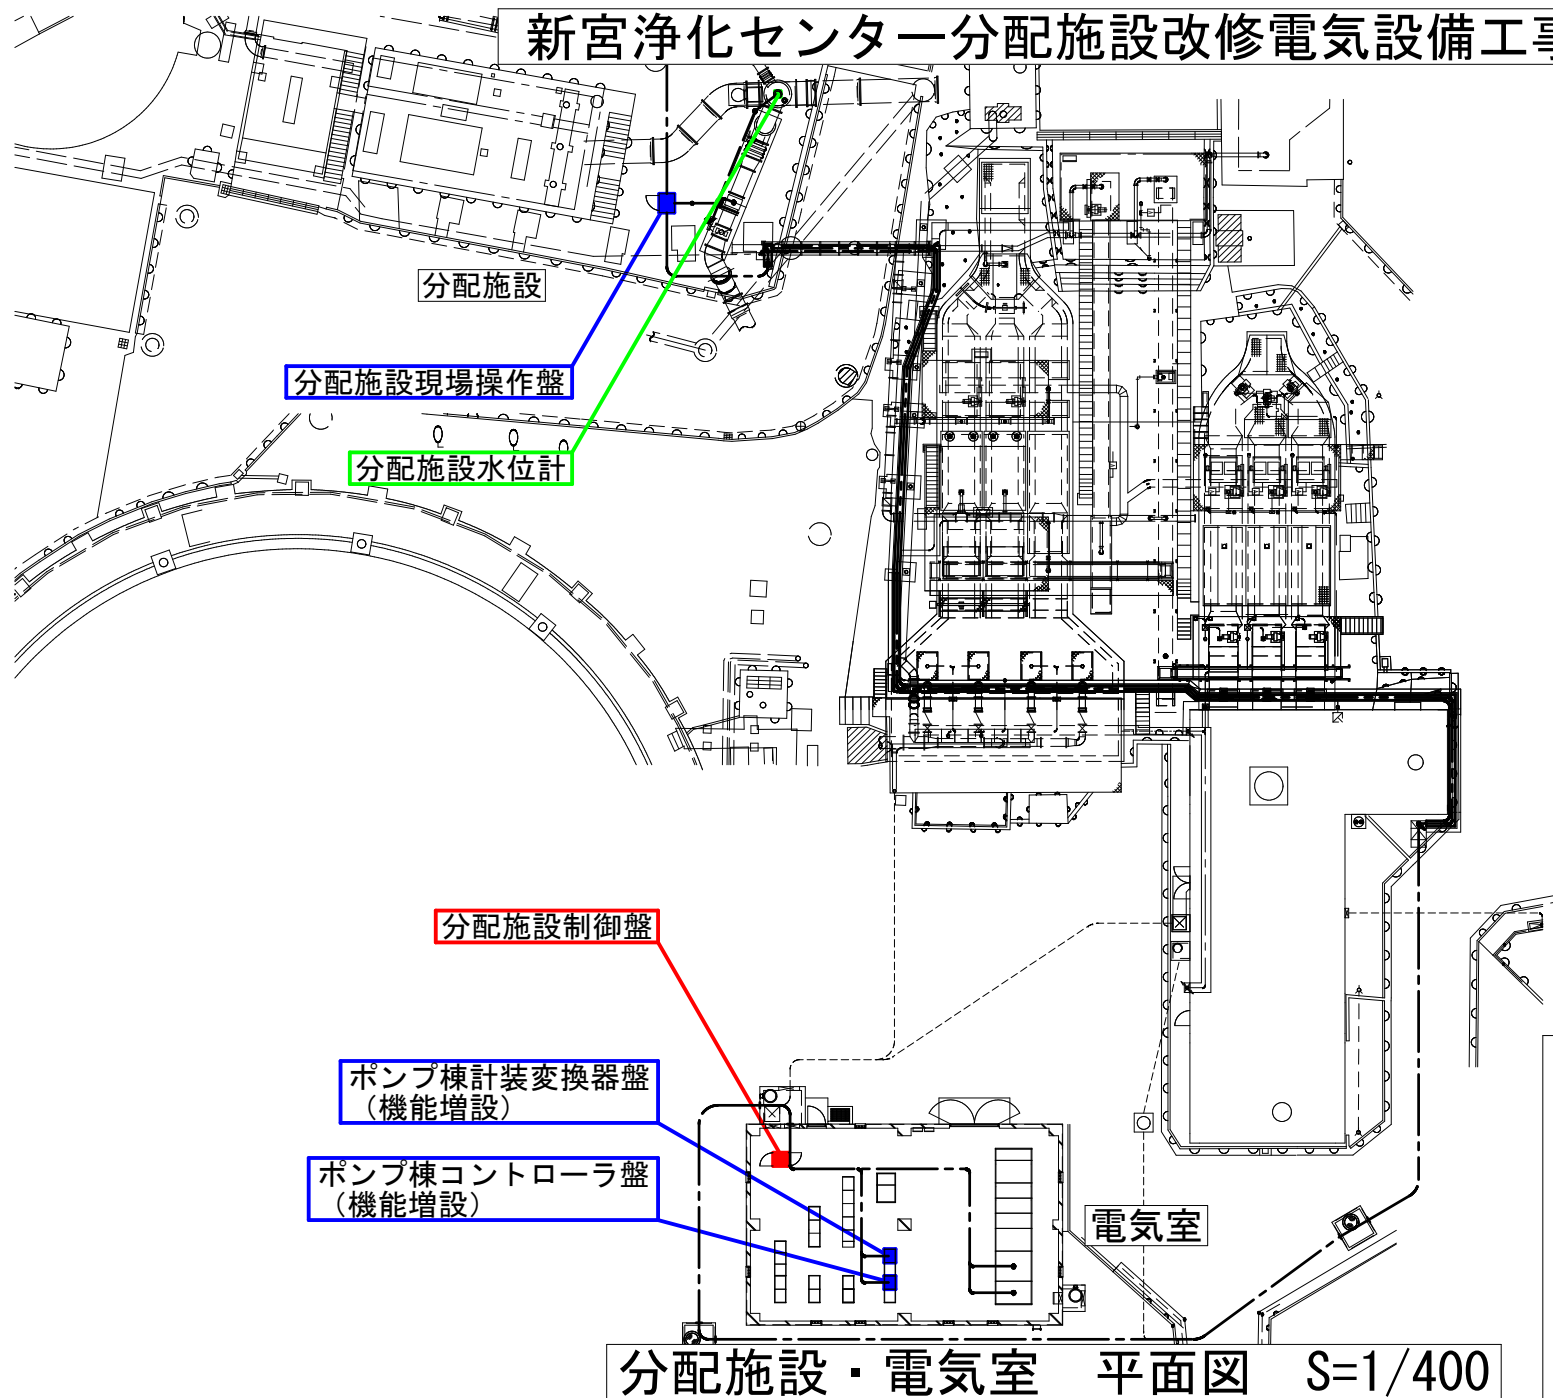 新宮浄化センター分配施設改修電気設備工事
分配施設
分配施設現場操作盤
分配施設水位計
分配施設制御盤
ポンプ棟計装変換器盤
（機能増設）
ポンプ棟コントローラ盤
（機能増設）
電気室
分配施設・電気室　平面図　S=1/400